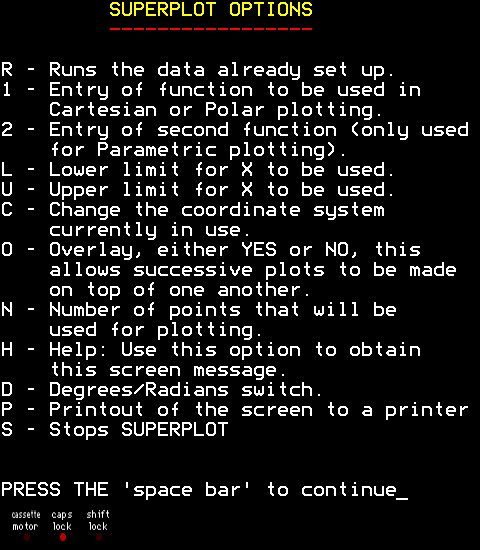 SUPERPLOT OPTIONS
-----------------
R - Runs the data already set up.
1 - Entry of function to be used in
Cartesian or Polar plotting.
2 - Entry of second function (only used
for Parametric plotting).
L - Lower limit for X to be used.
U - Upper limit for X to be used.
C - Change the coordinate system
currently in use.
O - Overlay, either YES or NO, this
allows successive plots to be made
on top of one another.
N - Number of points that will be
used for plotting.
H - Help: Use this option to obtain
this screen message.
D - Degrees/Radians switch.
P - Printout of the screen to a printer
S - Stops SUPERPLOT
PRESS THE 'space bar' to continue_
cassette caps shift
motor lock lock